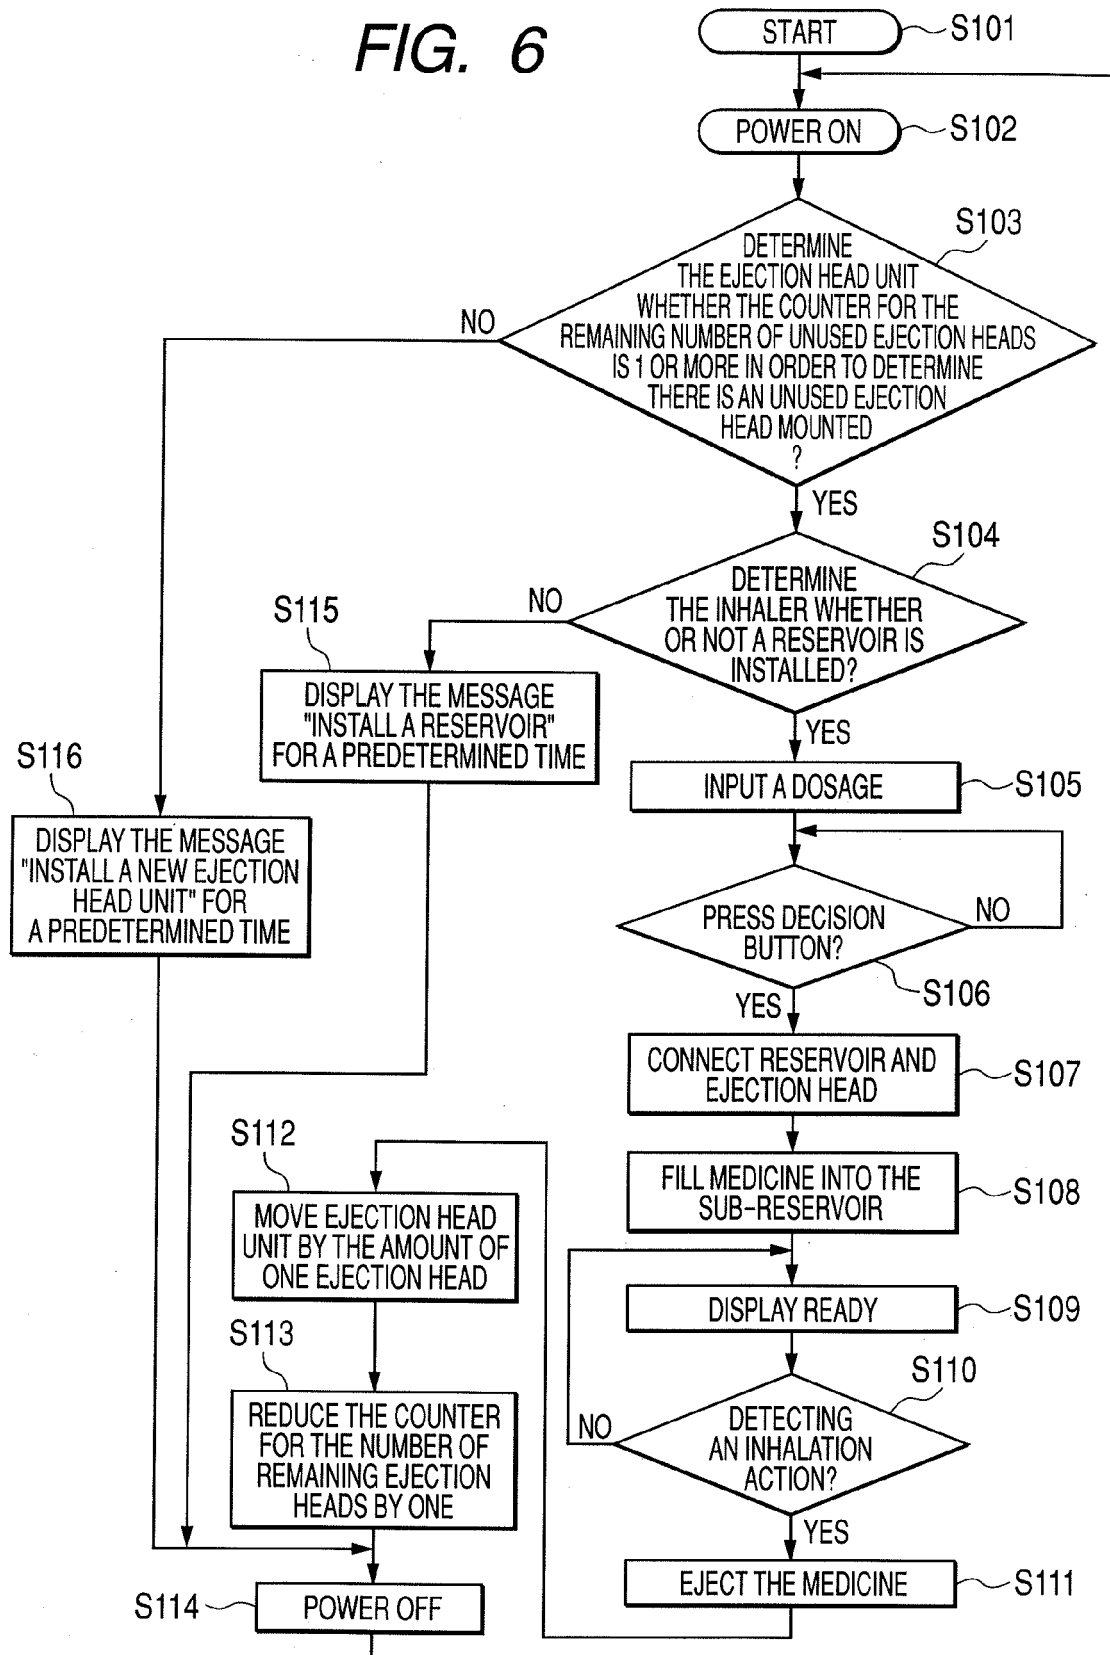 FIG. 6
START
S101
POWER ON
S102
S103
DETERMINE
THE EJECTION HEAD UNIT
WHETHER THE COUNTER FOR THE
REMAINING NUMBER OF UNUSED EJECTION HEADS
IS 1 OR MORE IN ORDER TO DETERMINE
THERE IS AN UNUSED EJECTION
HEAD MOUNTED
?
NO
YES
S104
DETERMINE
THE INHALER WHETHER
OR NOT A RESERVOIR IS
INSTALLED?
NO
YES
S115
DISPLAY THE MESSAGE
"INSTALL A RESERVOIR"
FOR A PREDETERMINED TIME
S116
DISPLAY THE MESSAGE
"INSTALL A NEW EJECTION
HEAD UNIT" FOR
A PREDETERMINED TIME
INPUT A DOSAGE
S105
PRESS DECISION
BUTTON?
NO
S106
YES
CONNECT RESERVOIR AND
EJECTION HEAD
S107
FILL MEDICINE INTO THE
SUB-RESERVOIR
S108
DISPLAY READY
S109
S110
DETECTING
AN INHALATION
ACTION?
NO
YES
EJECT THE MEDICINE
S111
S112
MOVE EJECTION HEAD
UNIT BY THE AMOUNT OF
ONE EJECTION HEAD
S113
REDUCE THE COUNTER
FOR THE NUMBER OF
REMAINING EJECTION
HEADS BY ONE
S114
POWER OFF